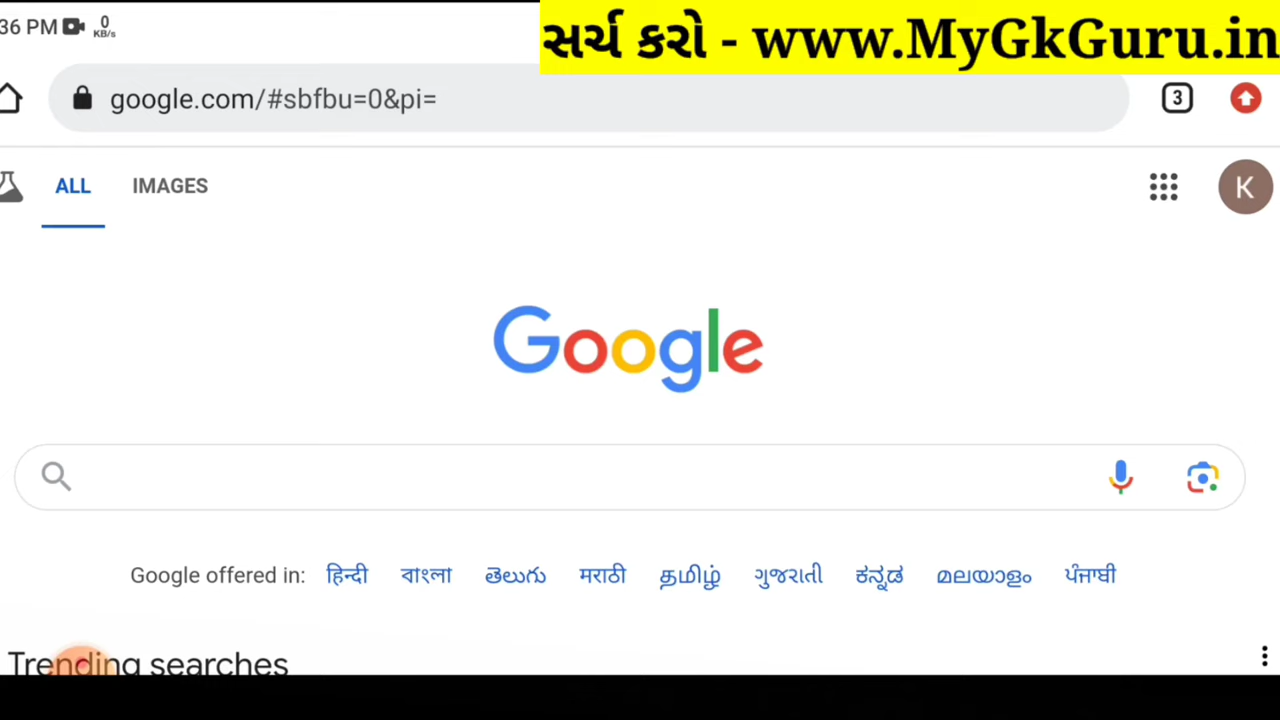 36 PM 0 KB/s
સર્ચ કરો - www.MyGkGuru.in
google.com/#sbfbu=0&pi=
3
ALL IMAGES
K
Google
Google offered in: हिन्दी বাংলা తెలుగు मराठी தமிழ் ગુજરાતી ಕನ್ನಡ മലയാളം ਪੰਜਾਬੀ
Trending searches